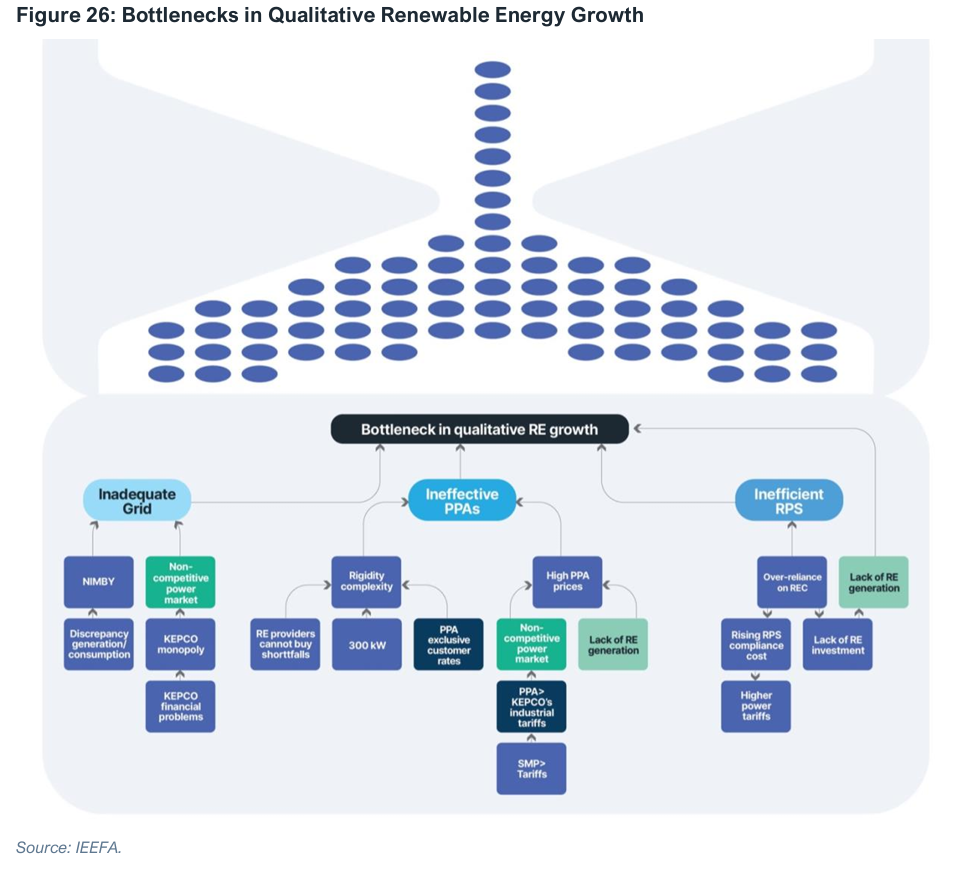 Figure 26: Bottlenecks in Qualitative Renewable Energy Growth
Bottleneck in qualitative RE growth
Inadequate
Grid
Ineffective
PPAs
Inefficient
RPS
NIMBY
Non-
competitive
power
market
Rigidity
complexity
High PPA
prices
Over-reliance
on REC
Lack of RE
generation
Discrepancy
generation/
consumption
KEPCO
monopoly
RE providers
cannot buy
shorttfalls
300 kW
PPA
exclusive
customer
rates
Non-
competitive
power
market
Lack of RE
generation
Rising RPS
compliance
cost
Lack of RE
investment
KEPCO
financial
problems
PPA>
KEPCO's
industrial
tariffs
Higher
power
tariffs
SMP>
Tariffs
Source: IEEFA.